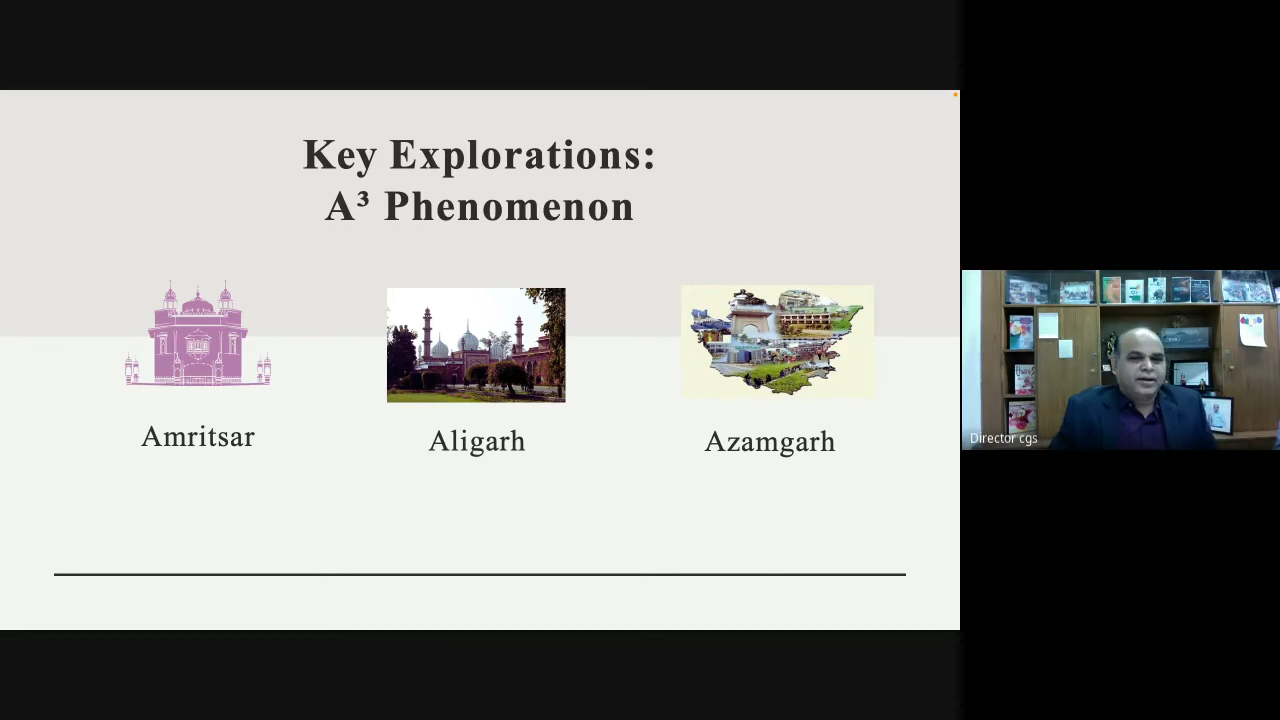 Key Explorations:
A³ Phenomenon
Amritsar
Aligarh
Azamgarh
Director cgs